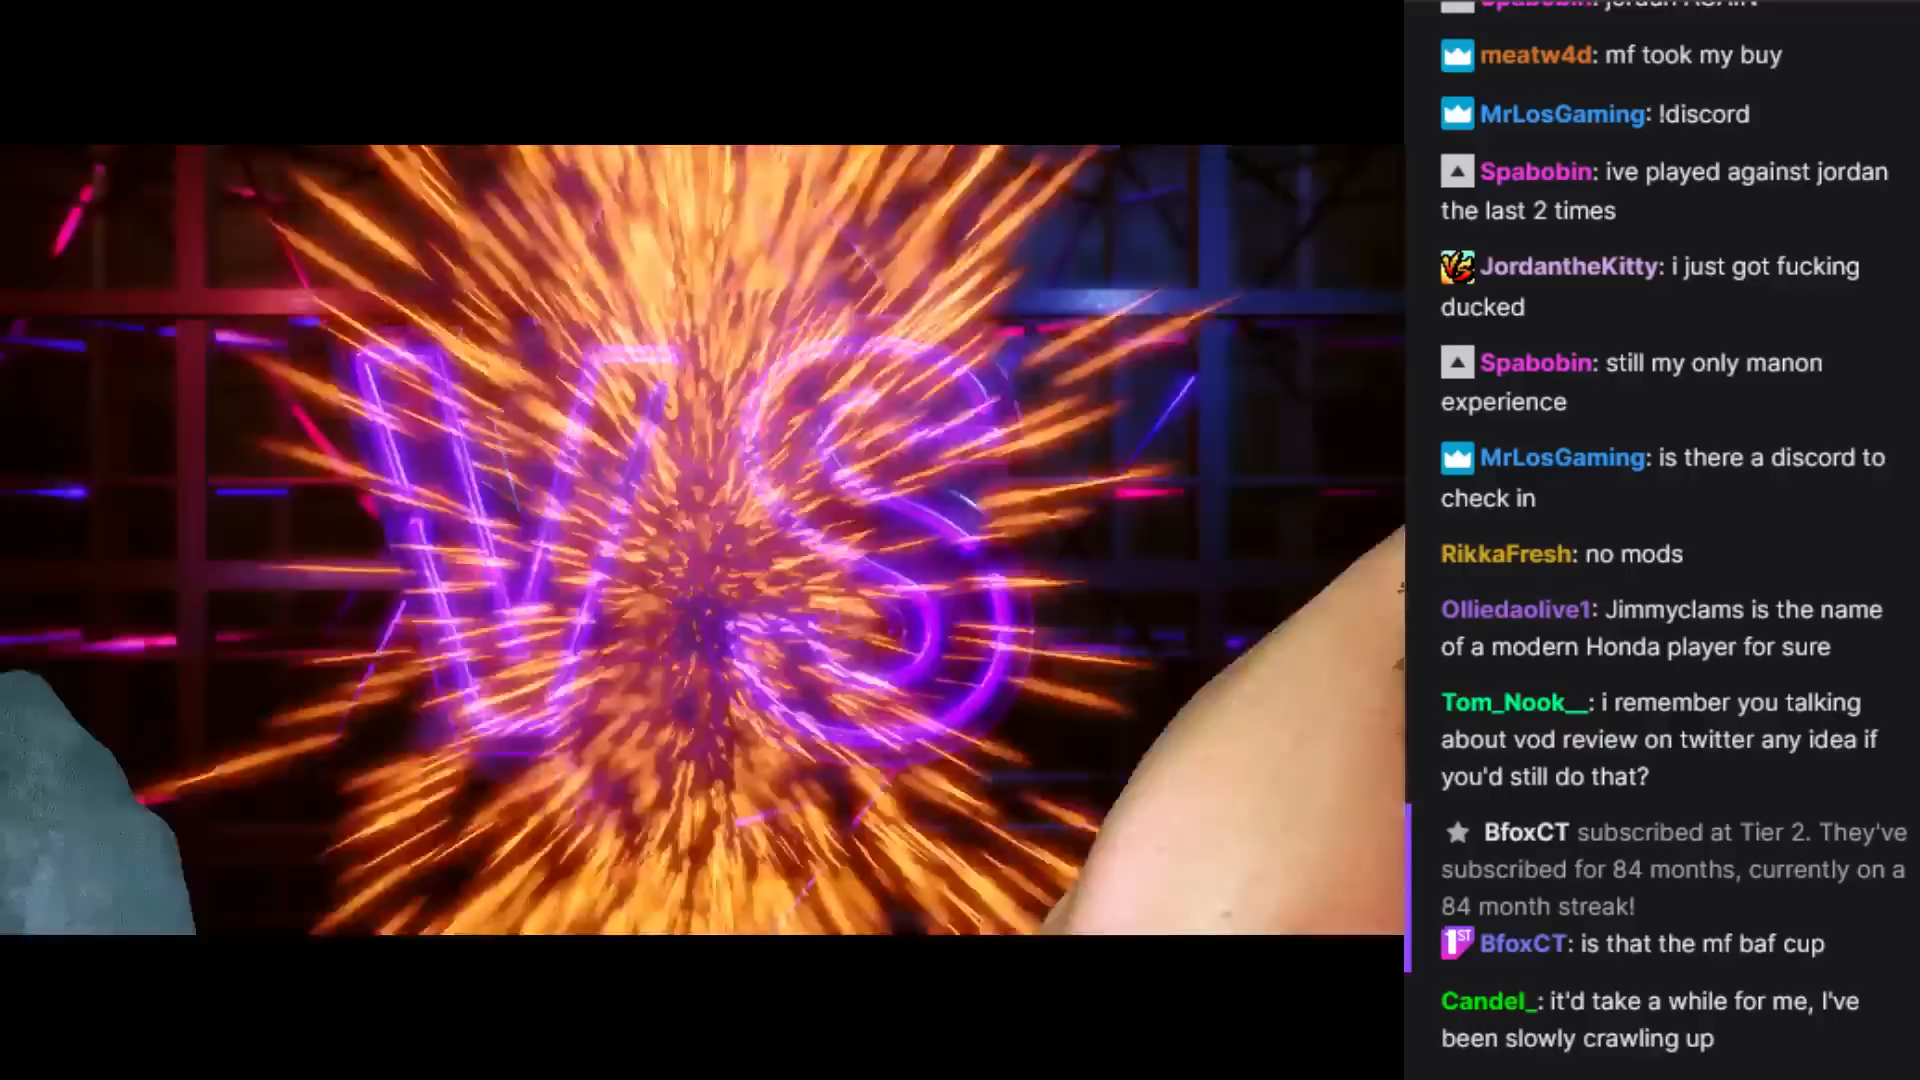 VS
Spabobin: jordan AGAIN
meatw4d: mf took my buy
MrLosGaming: !discord
Spabobin: ive played against jordan
the last 2 times
JordantheKitty: i just got fucking
ducked
Spabobin: still my only manon
experience
MrLosGaming: is there a discord to
check in
RikkaFresh: no mods
Olliedaolive1: Jimmyclams is the name
of a modern Honda player for sure
Tom_Nook__: i remember you talking
about vod review on twitter any idea if
you'd still do that?
BfoxCT subscribed at Tier 2. They've
subscribed for 84 months, currently on a
84 month streak!
1ST BfoxCT: is that the mf baf cup
Candel_: it'd take a while for me, I've
been slowly crawling up